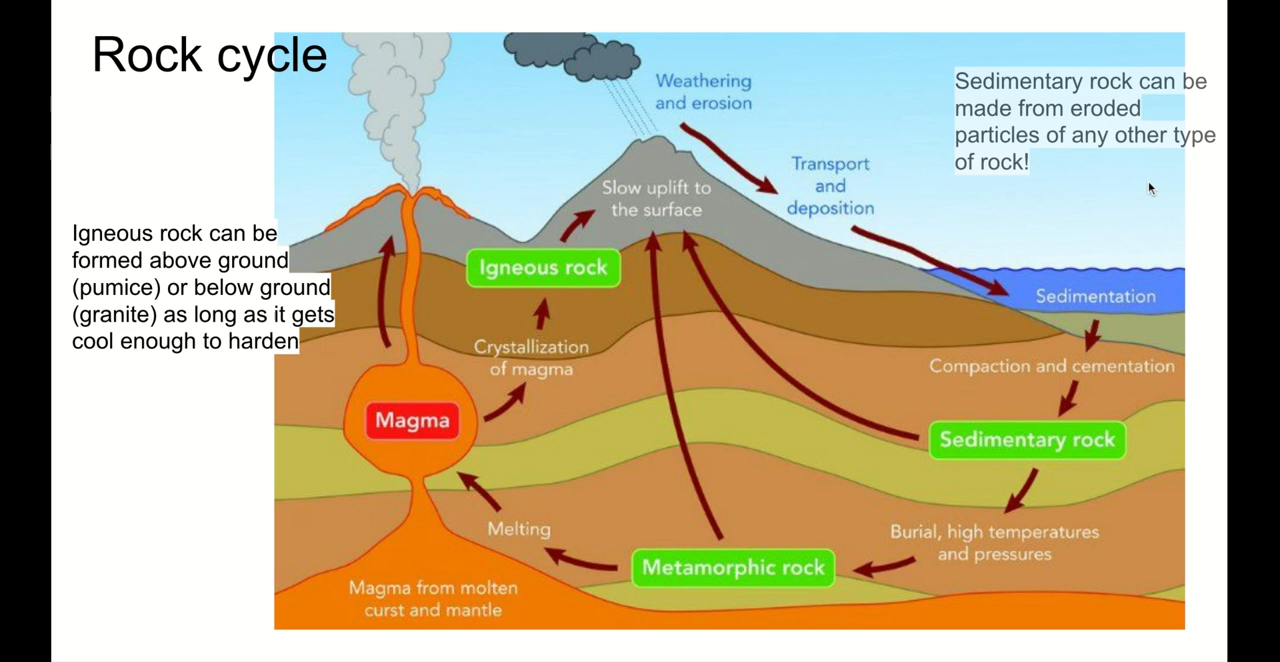 Rock cycle
Weathering
and erosion
Sedimentary rock can be
made from eroded
particles of any other type
of rock!
Transport
and
deposition
Slow uplift to
the surface
Igneous rock can be
formed above ground
(pumice) or below ground
(granite) as long as it gets
cool enough to harden
Igneous rock
Sedimentation
Crystallization
of magma
Compaction and cementation
Magma
Sedimentary rock
Melting
Burial, high temperatures
and pressures
Metamorphic rock
Magma from molten
curst and mantle